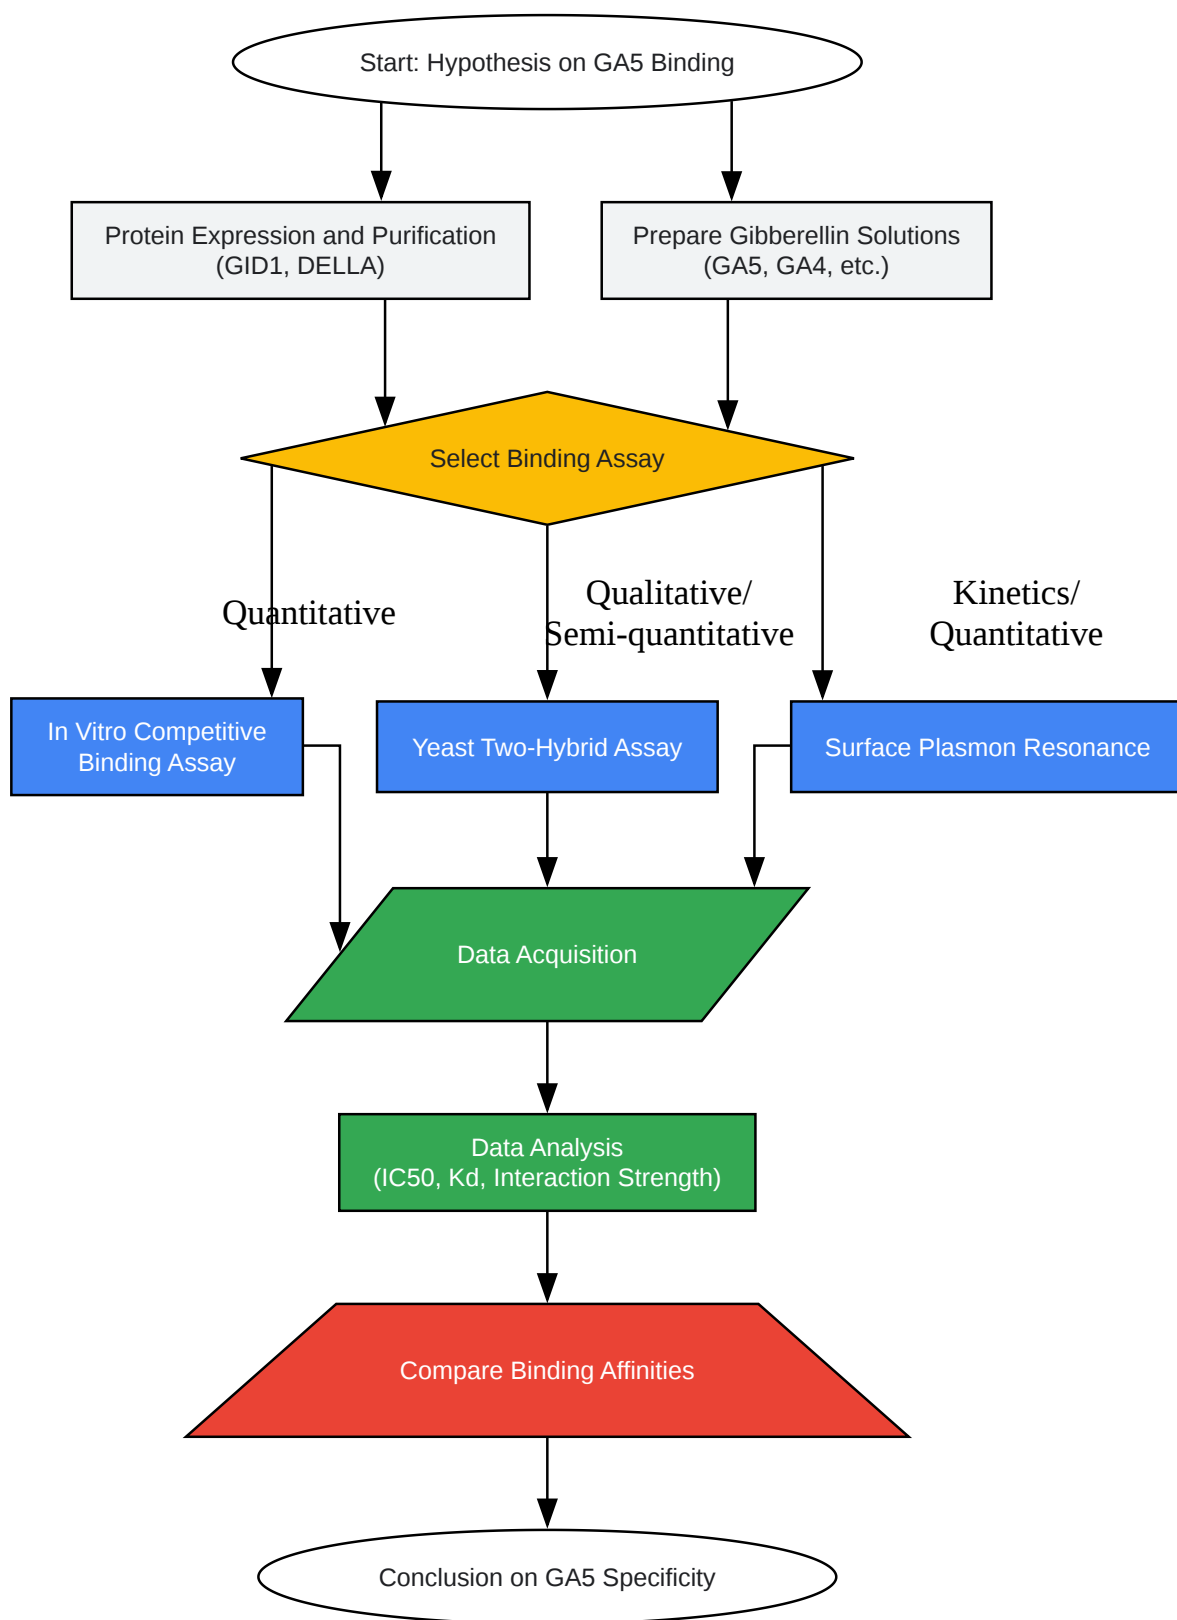 Start: Hypothesis on GA5 Binding
Protein Expression and Purification
(GID1, DELLA)
Prepare Gibberellin Solutions
(GA5, GA4, etc.)
Select Binding Assay
Quantitative
Qualitative/
Semi-quantitative
Kinetics/
Quantitative
In Vitro Competitive
Binding Assay
Yeast Two-Hybrid Assay
Surface Plasmon Resonance
Data Acquisition
Data Analysis
(IC50, Kd, Interaction Strength)
Compare Binding Affinities
Conclusion on GA5 Specificity